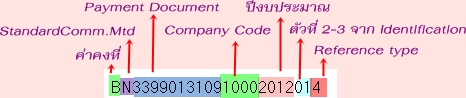 Payment Document
ปีงบประมาณ
StandardComm.Mtd
Company Code
ตัวที่ 2-3 จาก Identification
ค่าคงที่
Reference type
BN339901310910002012014